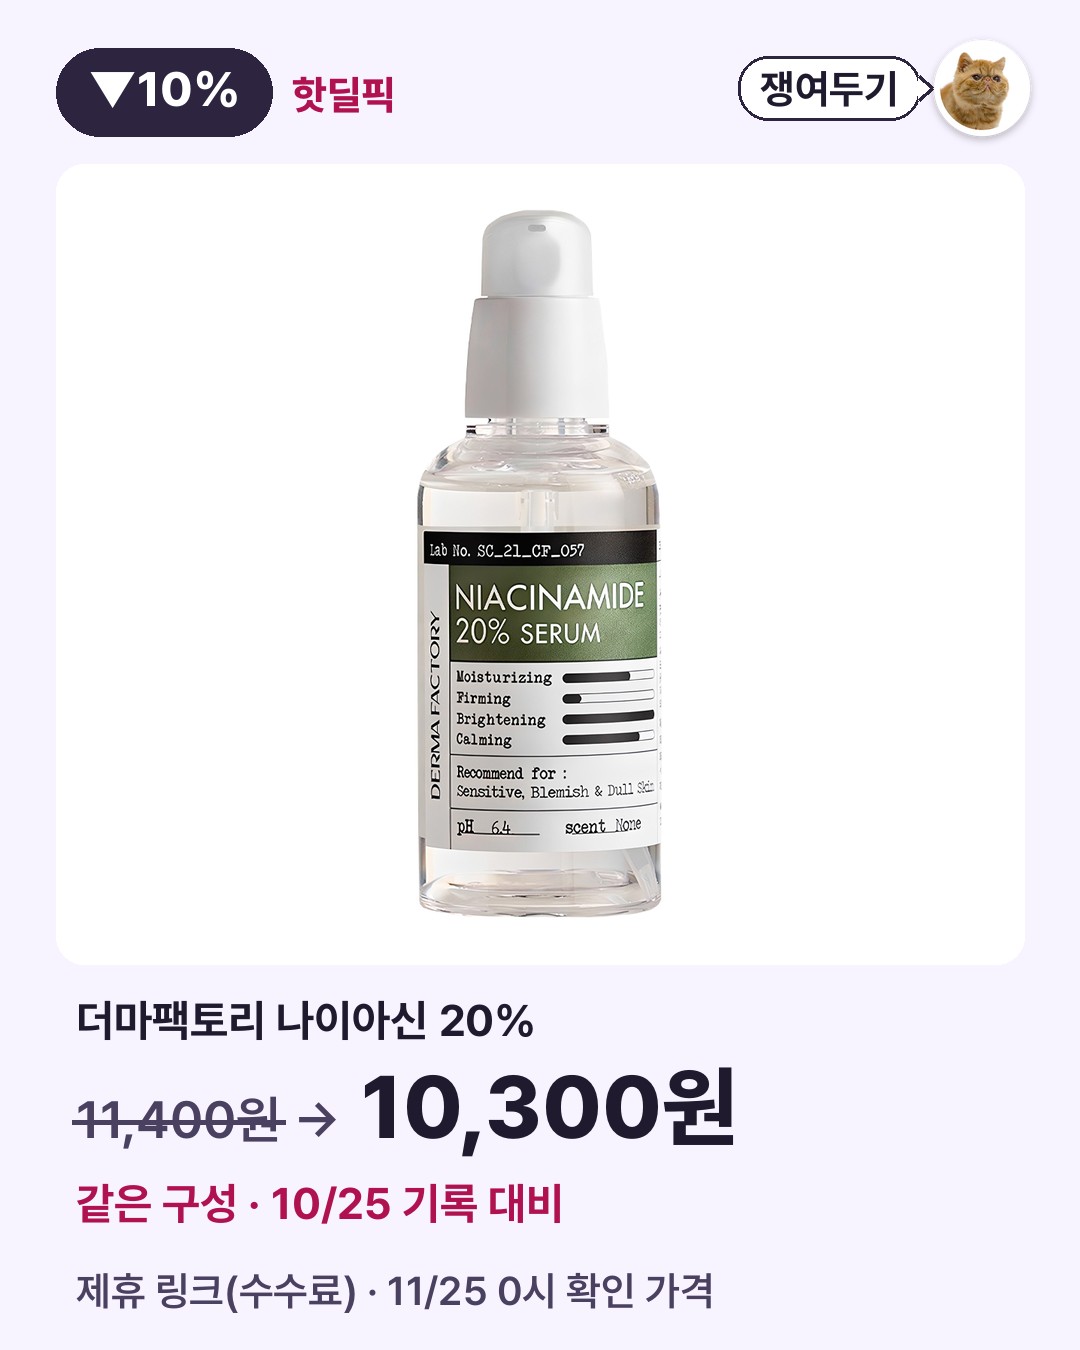 ▼10%
핫딜픽
쟁여두기
Lab No. SC_21_CF_057
DERMA FACTORY
NIACINAMIDE
20% SERUM
Moisturizing
Firming
Brightening
Calming
Recommend for :
Sensitive, Blemish & Dull Skin
pH 6.4 scent None
더마팩토리 나이아신 20%
11,400원 → 10,300원
같은 구성 · 10/25 기록 대비
제휴 링크(수수료) · 11/25 0시 확인 가격